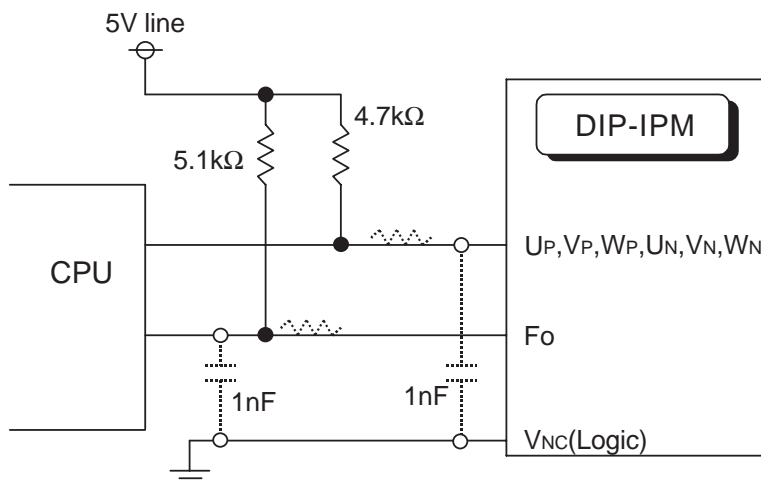 5V line
4.7kΩ
DIP-IPM
5.1kΩ
UP,VP,WP,UN,VN,WN
CPU
Fo
1nF
1nF
VNC(Logic)